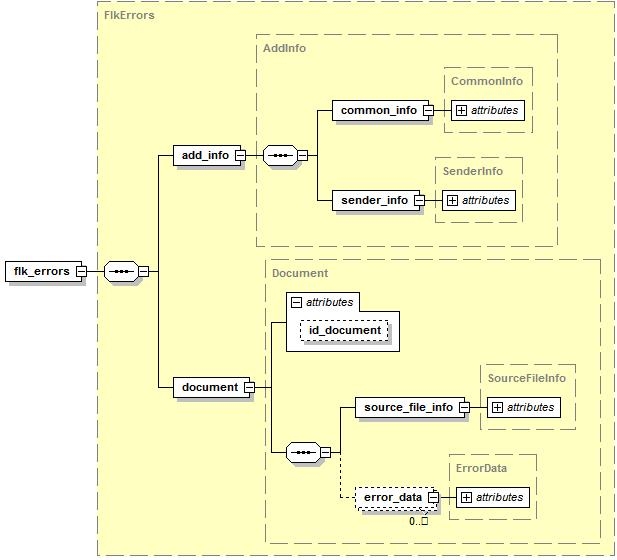 FlkErrors
AddInfo
CommonInfo
common_info
attributes
add_info
SenderInfo
sender_info
attributes
flk_errors
Document
attributes
id_document
document
SourceFileInfo
source_file_info
attributes
ErrorData
error_data
attributes
0..